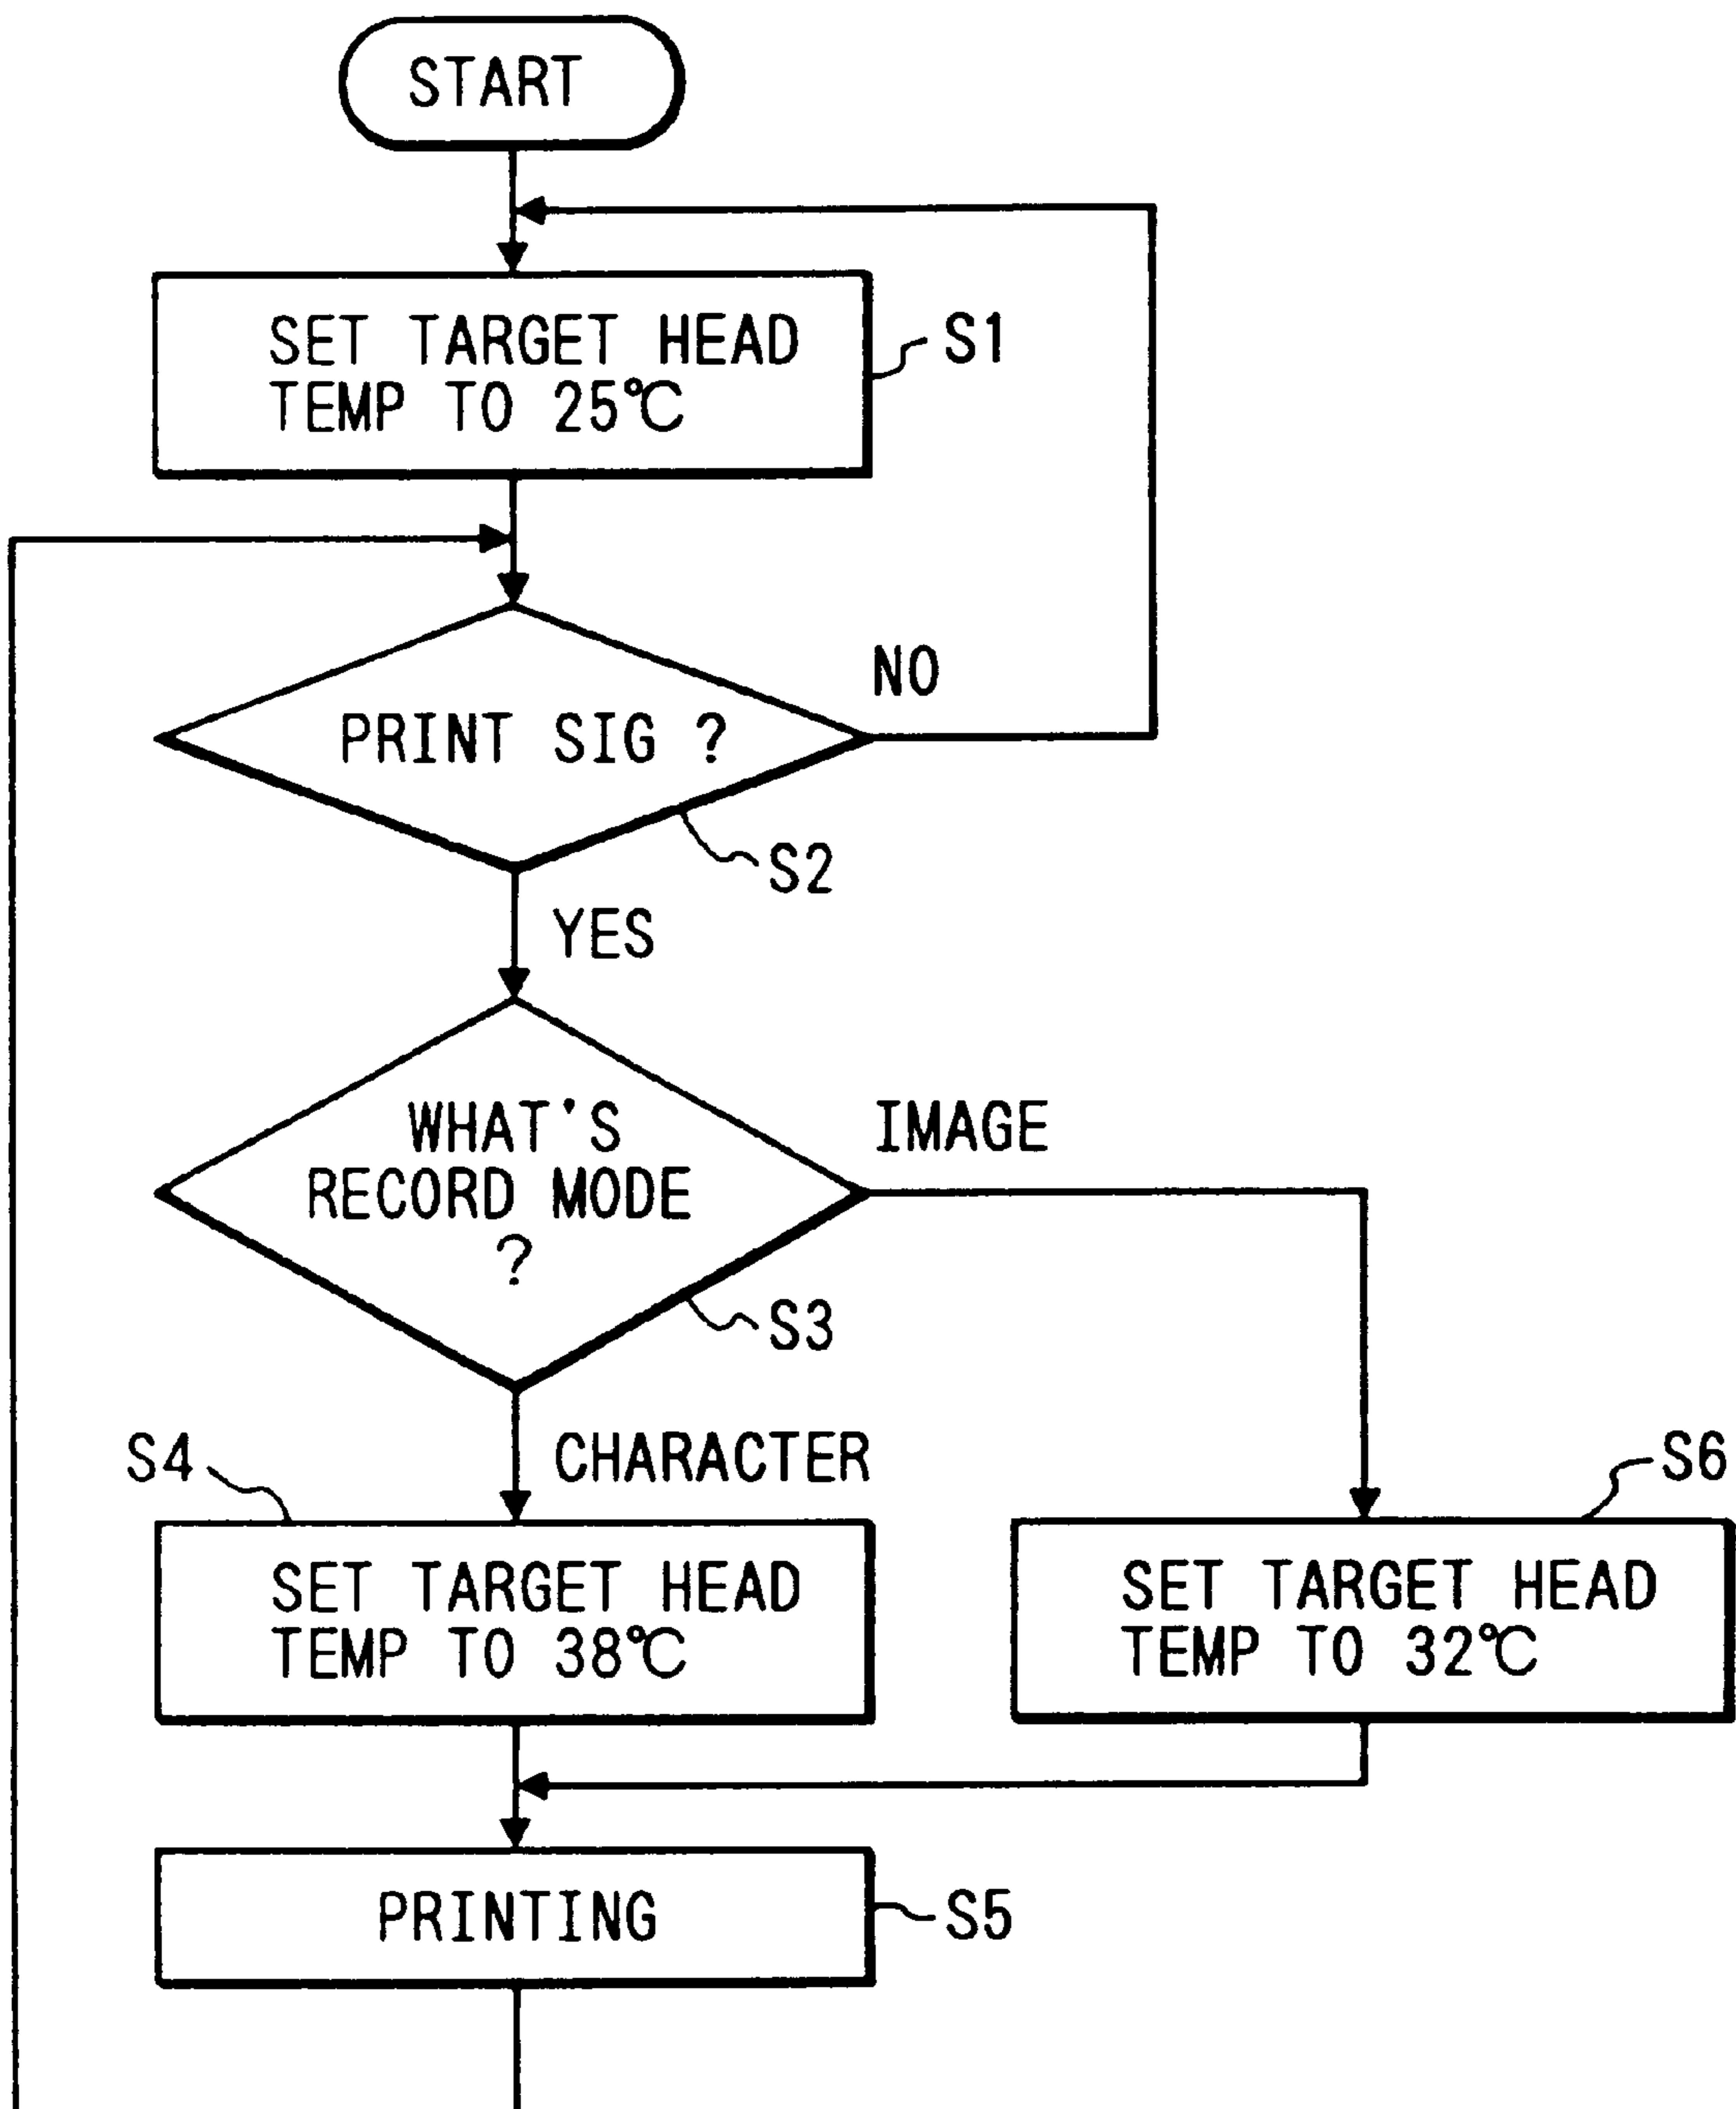 START
SET TARGET HEAD
TEMP TO 25℃
S1
PRINT SIG ?
NO
S2
YES
WHAT'S
RECORD MODE
?
IMAGE
S3
S4
CHARACTER
S6
SET TARGET HEAD
TEMP TO 38℃
SET TARGET HEAD
TEMP TO 32℃
PRINTING
S5